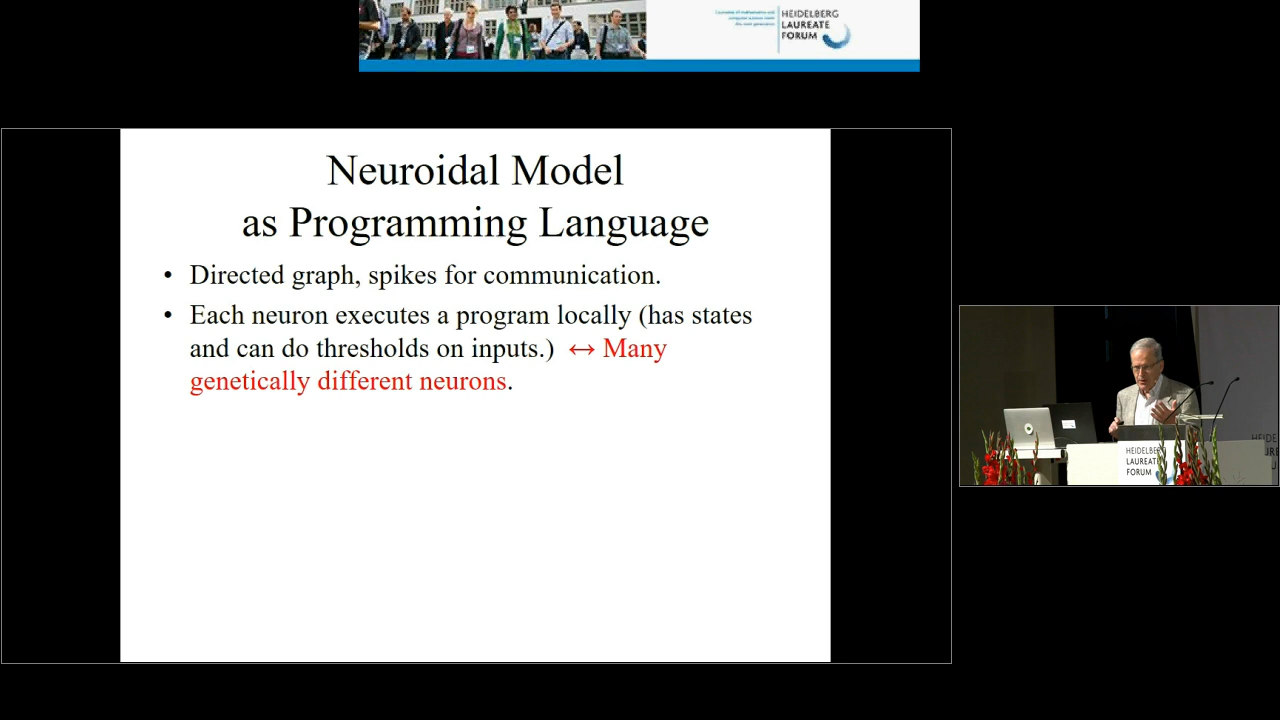 HEIDELBERG
LAUREATE
FORUM
Neuroidal Model
as Programming Language
• Directed graph, spikes for communication.
• Each neuron executes a program locally (has states
and can do thresholds on inputs.) ↔ Many
genetically different neurons.
HEIDELBERG
LAUREATE
FORUM